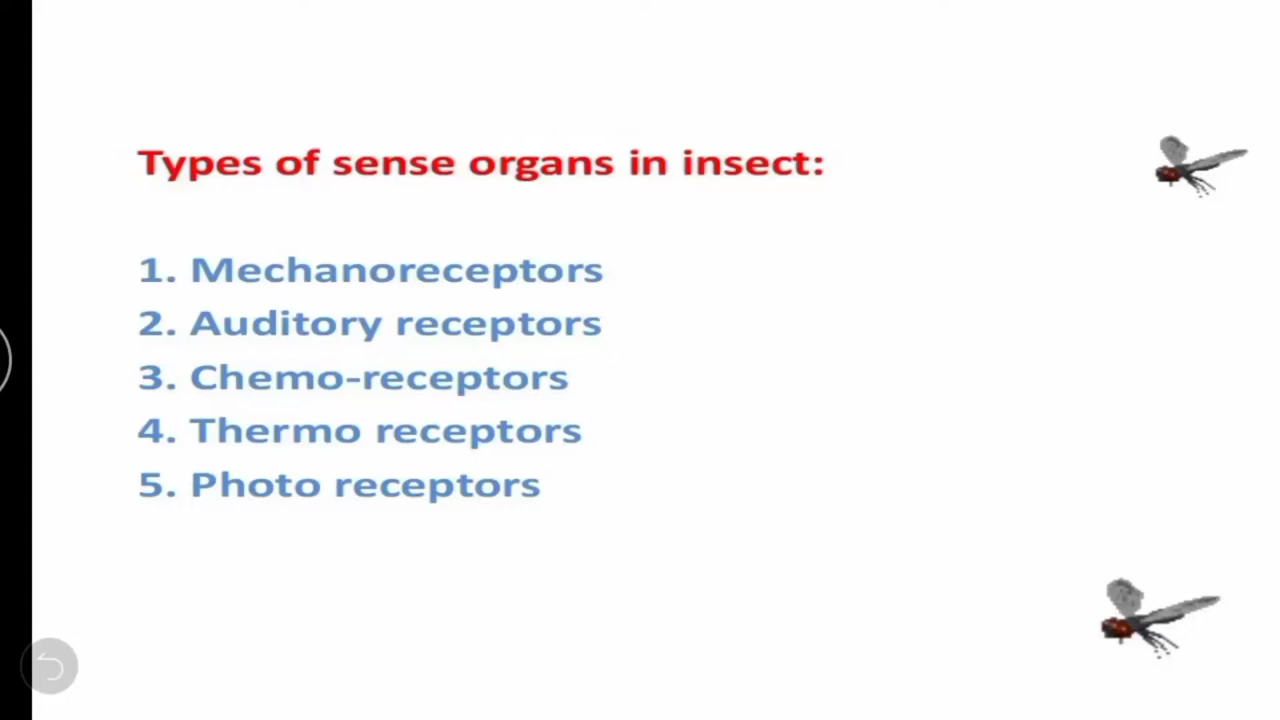 Types of sense organs in insect:
1. Mechanoreceptors
2. Auditory receptors
3. Chemo-receptors
4. Thermo receptors
5. Photo receptors